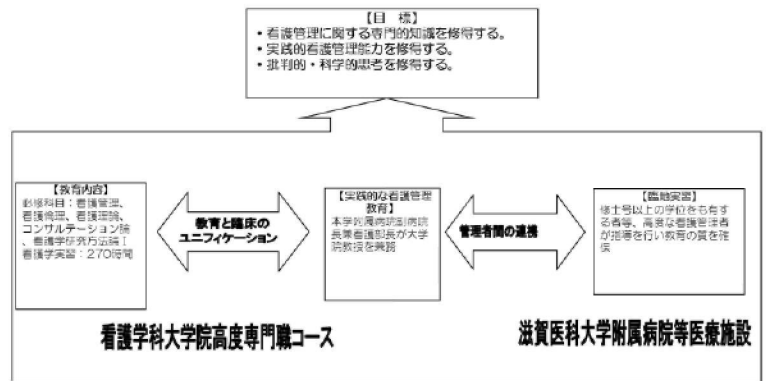 【目　標】
・看護管理に関する専門的知識を修得する。
・実践的看護管理能力を修得する。
・批判的・科学的思考を修得する。
【教育内容】
必修科目：看護管理、
看護倫理、看護理論、
コンサルテーション論
、看護学研究方法論Ⅰ
看護学実習：270時間
教育と臨床の
ユニフィケーション
【実践的な看護管理
教育】
本学附属病院副病院
長兼看護部長が大学
院教授を兼務
管理者間の連携
【臨地実習】
修士号以上の学位をも有す
る者等、高度な看護管理者
が指導を行い教育の質を確
保
看護学科大学院高度専門職コース
滋賀医科大学附属病院等医療施設